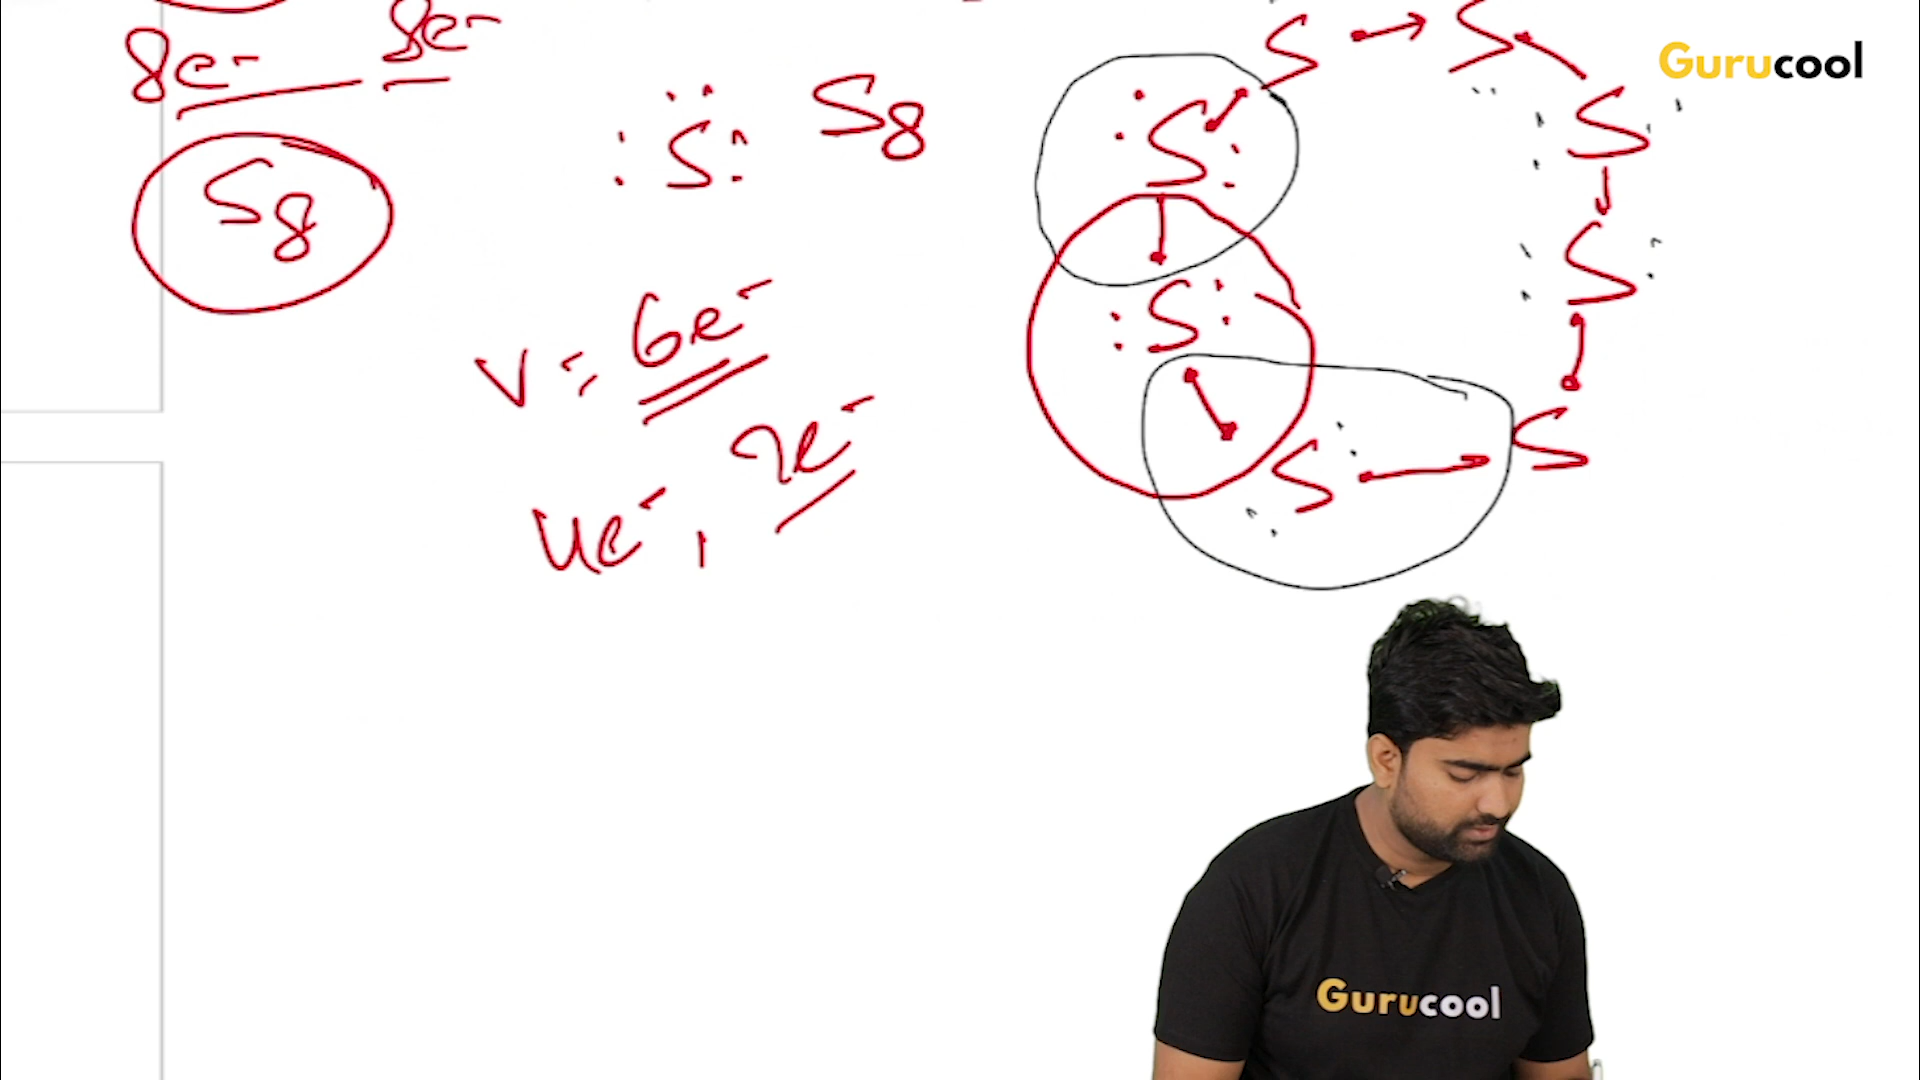 8e- 8e-
S8
:S: S8
V = 6e-
4e-, 2e-
S S
S S
S S
S S
Gurucool
Gurucool